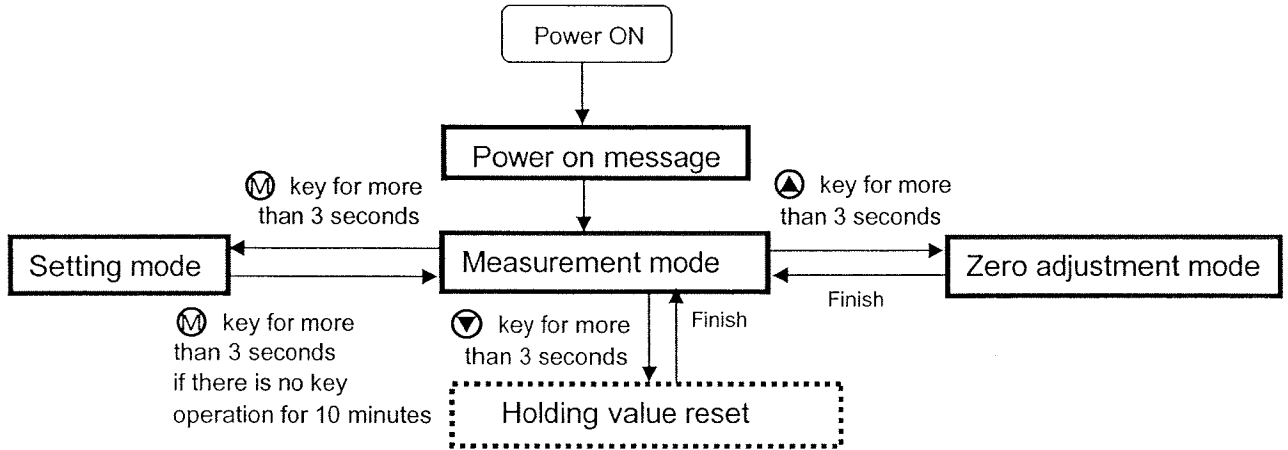 Power ON
Power on message
Ⓜ key for more
than 3 seconds
▲ key for more
than 3 seconds
Setting mode
Measurement mode
Zero adjustment mode
Finish
Ⓜ key for more
than 3 seconds
if there is no key
operation for 10 minutes
▼ key for more
than 3 seconds
Finish
Holding value reset